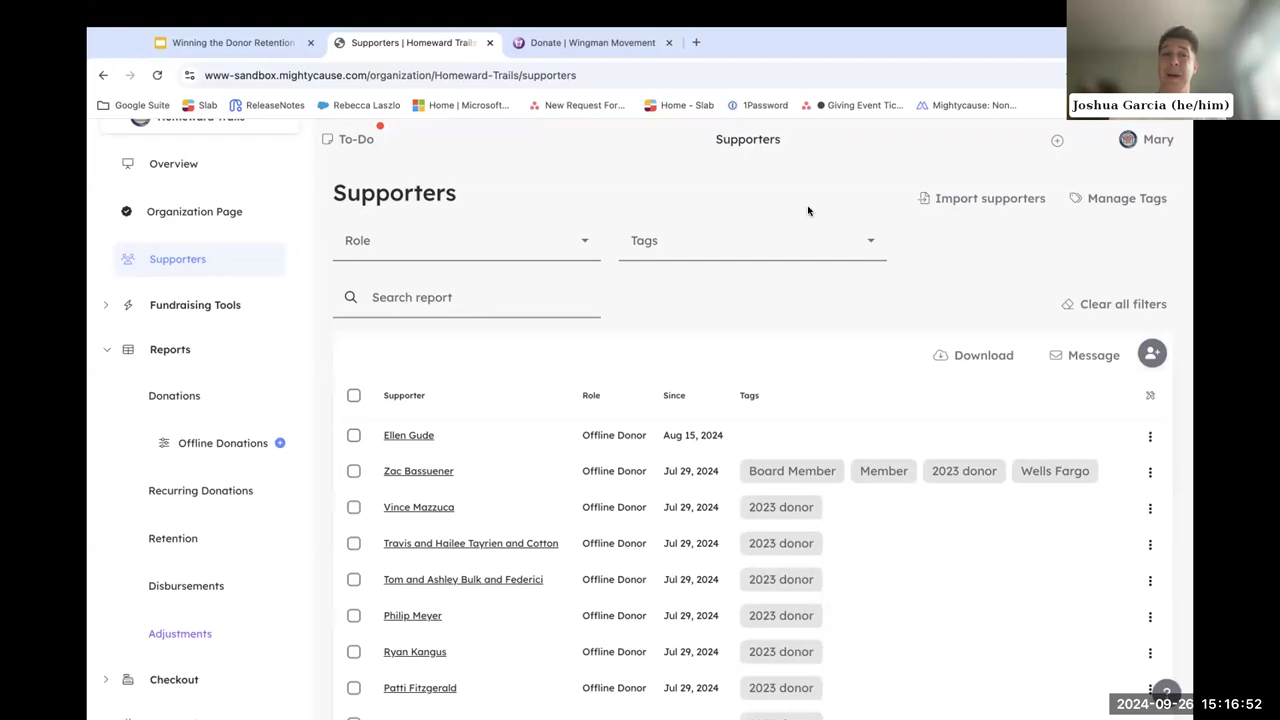 Winning the Donor Retention
Supporters | Homeward Trails
Donate | Wingman Movement
www-sandbox.mightycause.com/organization/Homeward-Trails/supporters
Google Suite
Slab
ReleaseNotes
Rebecca Laszlo
Home | Microsoft...
New Request For...
Home - Slab
1Password
Giving Event Tic...
Mightycause: Non...
Joshua Garcia (he/him)
Homeward Trails
Overview
Organization Page
Supporters
Fundraising Tools
Reports
Donations
Offline Donations
Recurring Donations
Retention
Disbursements
Adjustments
Checkout
To-Do
Supporters
Mary
Supporters
Import supporters
Manage Tags
Role
Tags
Search report
Clear all filters
Download
Message
Supporter Role Since Tags
Ellen Gude Offline Donor Aug 15, 2024
Zac Bassuener Offline Donor Jul 29, 2024 Board Member Member 2023 donor Wells Fargo
Vince Mazzuca Offline Donor Jul 29, 2024 2023 donor
Travis and Hailee Tayrien and Cotton Offline Donor Jul 29, 2024 2023 donor
Tom and Ashley Bulk and Federici Offline Donor Jul 29, 2024 2023 donor
Philip Meyer Offline Donor Jul 29, 2024 2023 donor
Ryan Kangus Offline Donor Jul 29, 2024 2023 donor
Patti Fitzgerald Offline Donor Jul 29, 2024 2023 donor
?
2024-09-26 15:16:52